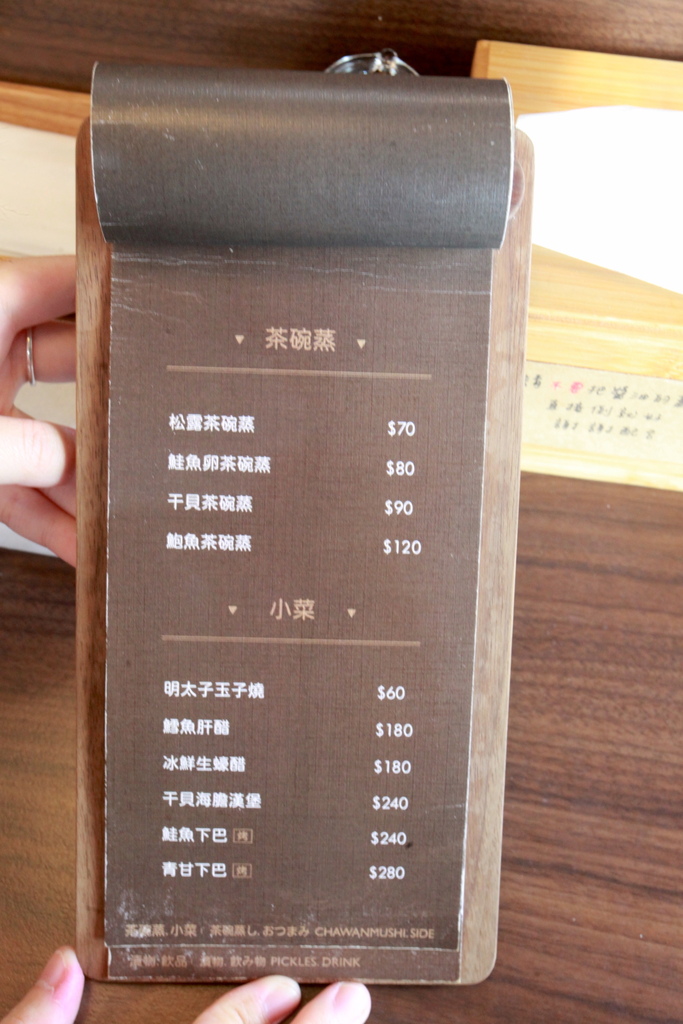 ▼ 茶碗蒸 ▼
松露茶碗蒸 $70
鮭魚卵茶碗蒸 $80
干貝茶碗蒸 $90
鮑魚茶碗蒸 $120
▼ 小菜 ▼
明太子玉子燒 $60
鱈魚肝醋 $180
冰鮮生蠔醋 $180
干貝海膽漢堡 $240
鮭魚下巴 烤 $240
青甘下巴 烤 $280
茶碗蒸. 小菜 / 茶碗蒸し. おつまみ CHAWANMUSHI. SIDE
漬物. 飲品 / 漬物. 飲み物 PICKLES. DRINK